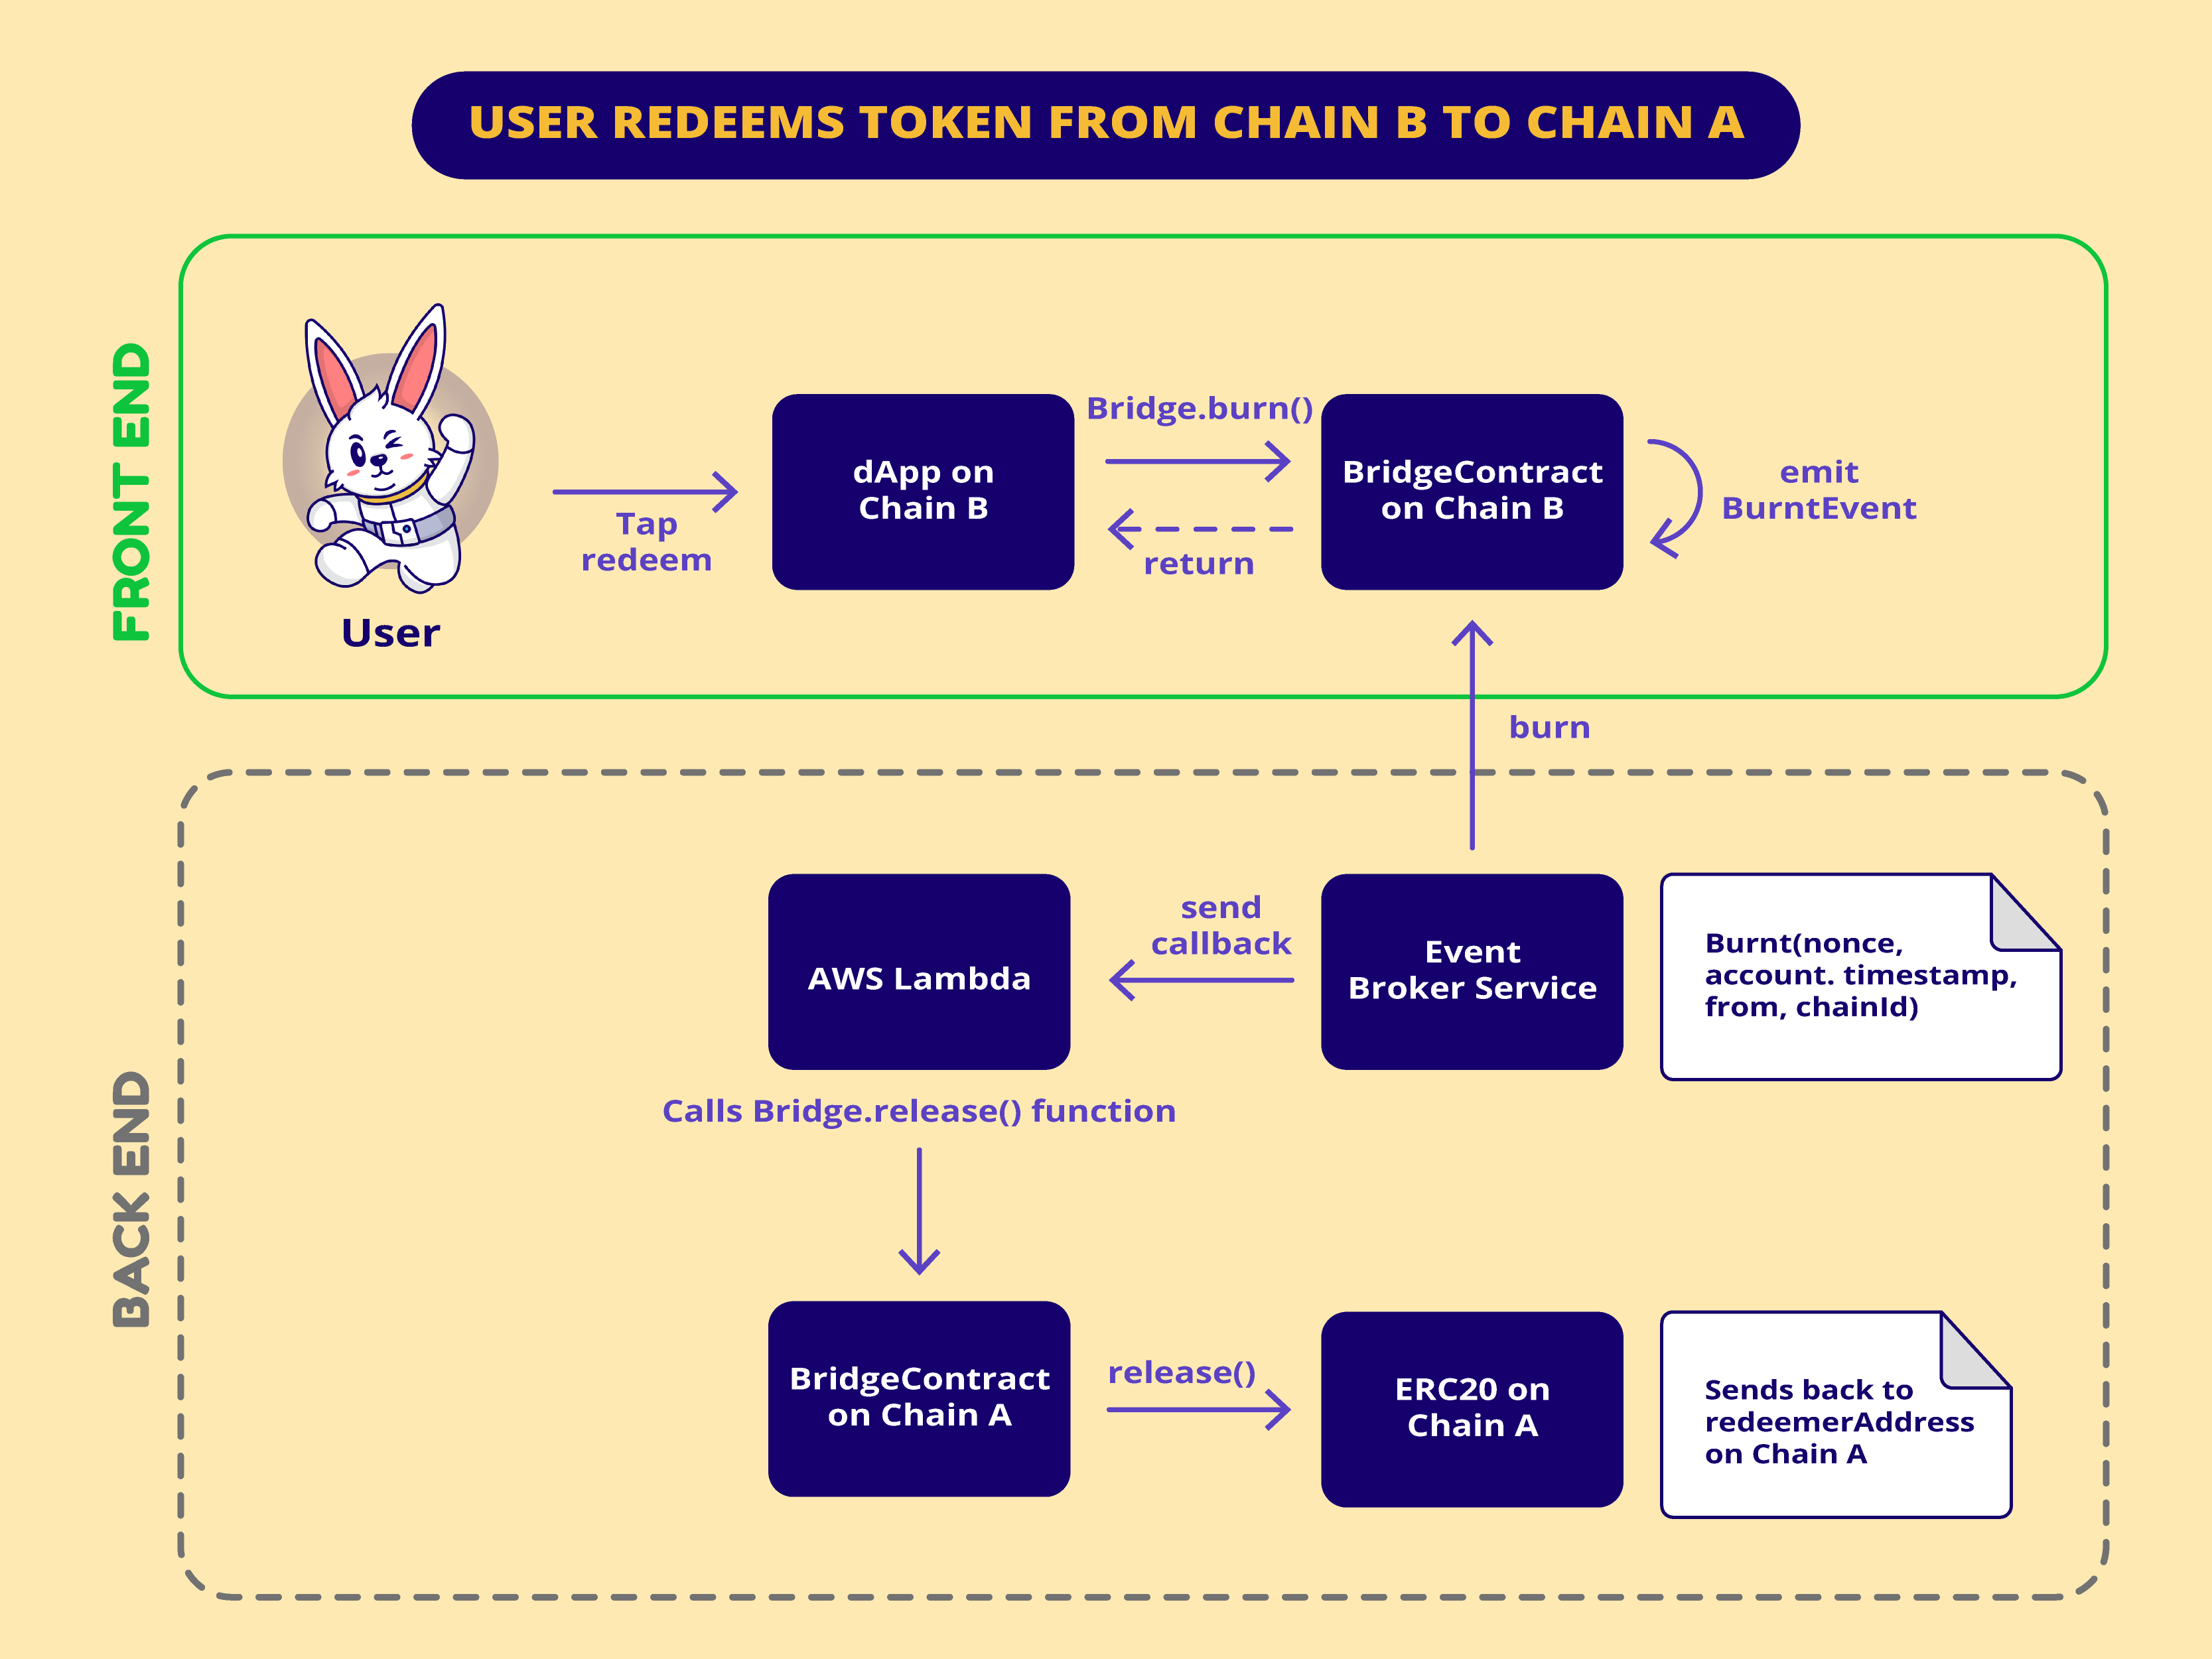 USER REDEEMS TOKEN FROM CHAIN B TO CHAIN A
FRONT END
User
Tap
redeem
dApp on
Chain B
Bridge.burn()
return
BridgeContract
on Chain B
emit
BurntEvent
burn
BACK END
AWS Lambda
send
callback
Event
Broker Service
Burnt(nonce,
account. timestamp,
from, chainId)
Calls Bridge.release() function
BridgeContract
on Chain A
release()
ERC20 on
Chain A
Sends back to
redeemerAddress
on Chain A